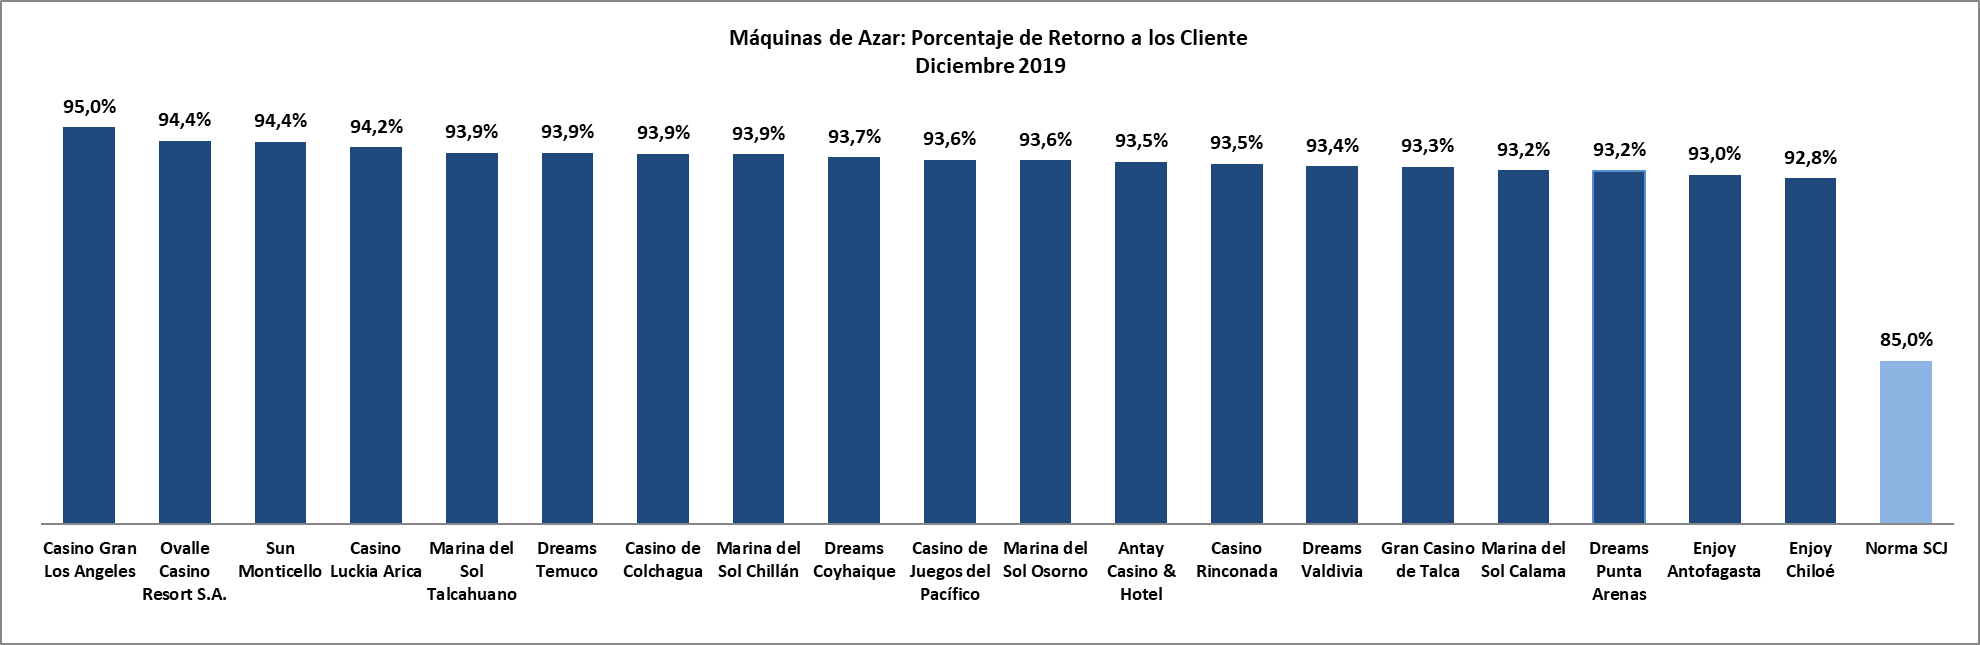 Máquinas de Azar: Porcentaje de Retorno a los Cliente
Diciembre 2019
95,0%
94,4%
94,4%
94,2%
93,9%
93,9%
93,9%
93,9%
93,7%
93,6%
93,6%
93,5%
93,5%
93,4%
93,3%
93,2%
93,2%
93,0%
92,8%
85,0%
Casino Gran
Los Angeles
Ovalle
Casino
Resort S.A.
Sun
Monticello
Casino
Luckia Arica
Marina del
Sol
Talcahuano
Dreams
Temuco
Casino de
Colchagua
Marina del
Sol Chillán
Dreams
Coyhaique
Casino de
Juegos del
Pacífico
Marina del
Sol Osorno
Antay
Casino &
Hotel
Casino
Rinconada
Dreams
Valdivia
Gran Casino
de Talca
Marina del
Sol Calama
Dreams
Punta
Arenas
Enjoy
Antofagasta
Enjoy
Chiloé
Norma SCJ